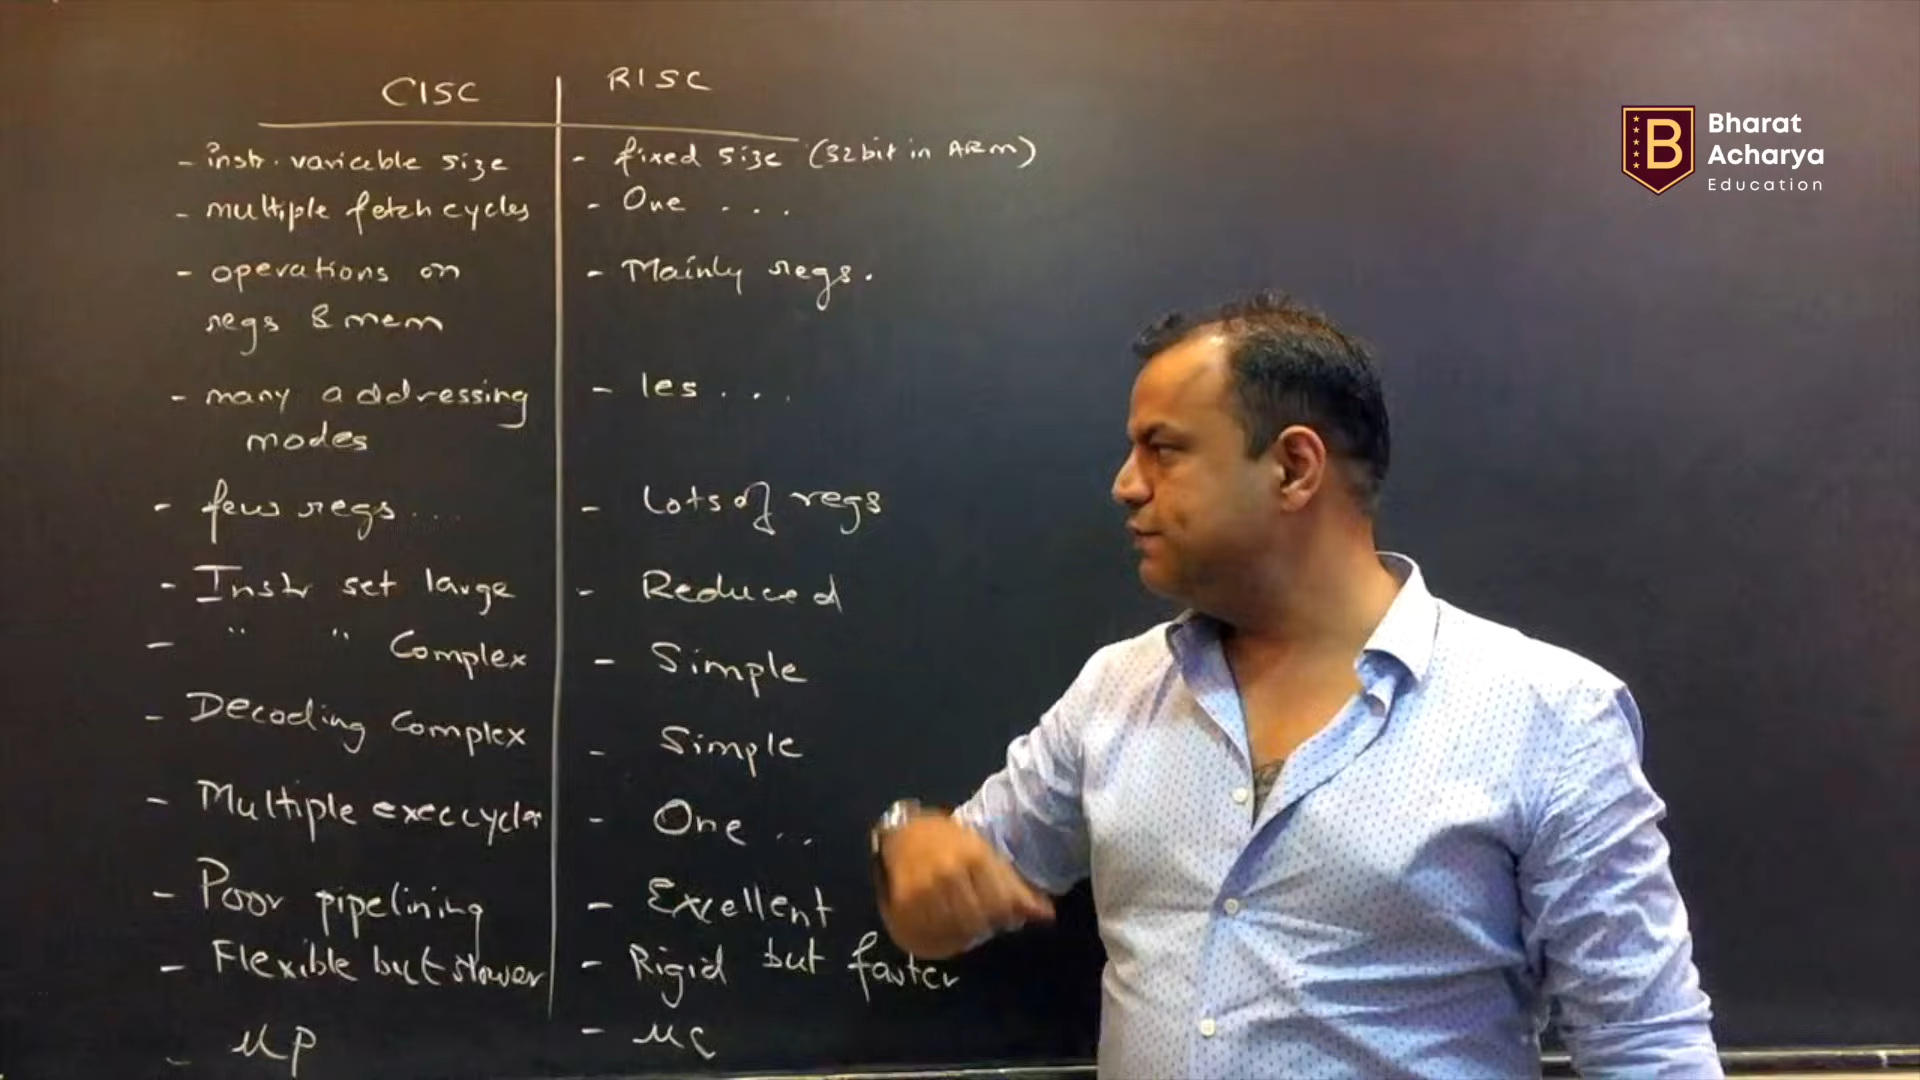 CISC
RISC
- instr. variable size
- fixed size (32bit in ARM)
- multiple fetch cycles
- One ...
- operations on
regs & mem
- Mainly regs.
- many addressing
modes
- les ...
- few regs ....
- Lots of regs
- Instr set large
- Reduced
- " " Complex
- Simple
- Decoding Complex
- Simple
- Multiple exec cycles
- One ...
- Poor pipelining
- Excellent
- Flexible but slower
- Rigid but faster
- μP
- μC
B
Bharat
Acharya
Education